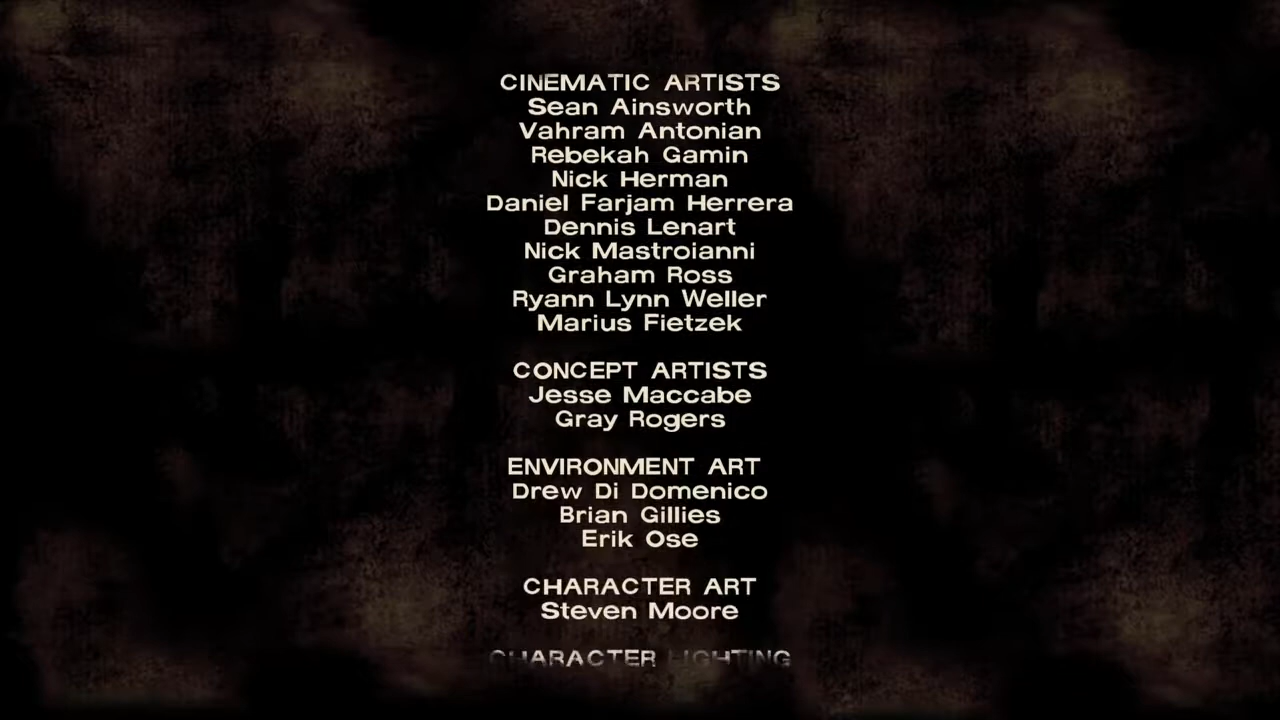 CINEMATIC ARTISTS
Sean Ainsworth
Vahram Antonian
Rebekah Gamin
Nick Herman
Daniel Farjam Herrera
Dennis Lenart
Nick Mastroianni
Graham Ross
Ryann Lynn Weller
Marius Fietzek
CONCEPT ARTISTS
Jesse Maccabe
Gray Rogers
ENVIRONMENT ART
Drew Di Domenico
Brian Gillies
Erik Ose
CHARACTER ART
Steven Moore
CHARACTER LIGHTING